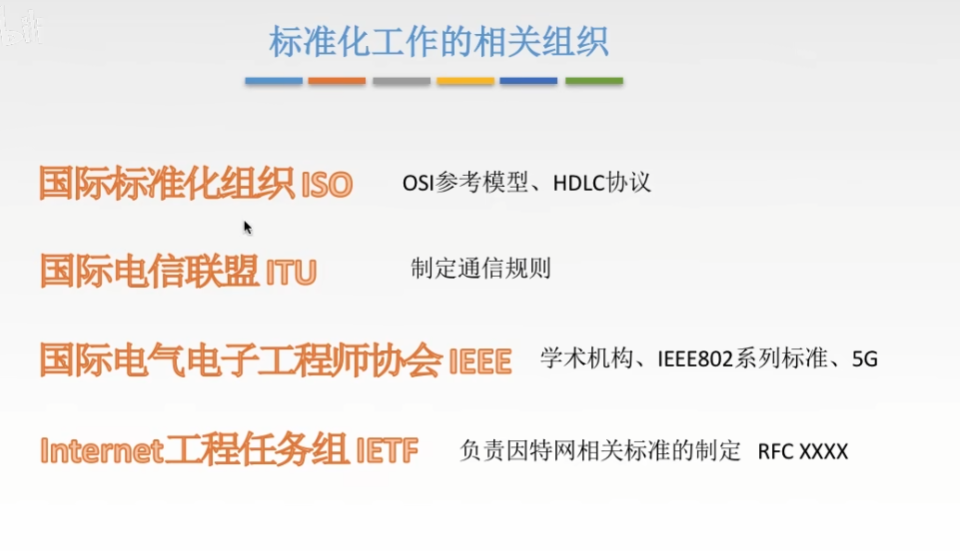 标准化工作的相关组织
国际标准化组织 ISO OSI参考模型、HDLC协议
国际电信联盟 ITU 制定通信规则
国际电气电子工程师协会 IEEE 学术机构、IEEE802系列标准、5G
Internet工程任务组 IETF 负责因特网相关标准的制定 RFC XXXX